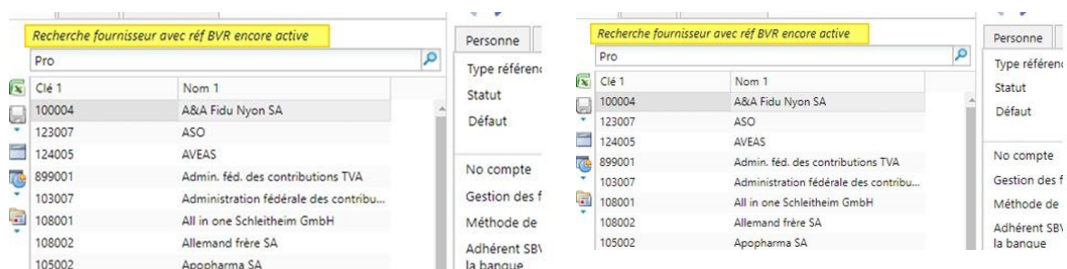 Recherche fournisseur avec réf BVR encore active
Pro
Clé 1 Nom 1
100004 A&A Fidu Nyon SA
123007 ASO
124005 AVEAS
899001 Admin. féd. des contributions TVA
103007 Administration fédérale des contribu...
108001 All in one Schleitheim GmbH
108002 Allemand frère SA
105002 Apopharma SA
Personne
Type référen
Statut
Défaut
No compte
Gestion des f
Méthode de
Adhérent SBV
la banque
Recherche fournisseur avec réf BVR encore active
Pro
Clé 1 Nom 1
100004 A&A Fidu Nyon SA
123007 ASO
124005 AVEAS
899001 Admin. féd. des contributions TVA
103007 Administration fédérale des contribu...
108001 All in one Schleitheim GmbH
108002 Allemand frère SA
105002 Apopharma SA
Personne
Type référen
Statut
Défaut
No compte
Gestion des f
Méthode de
Adhérent SBV
la banque